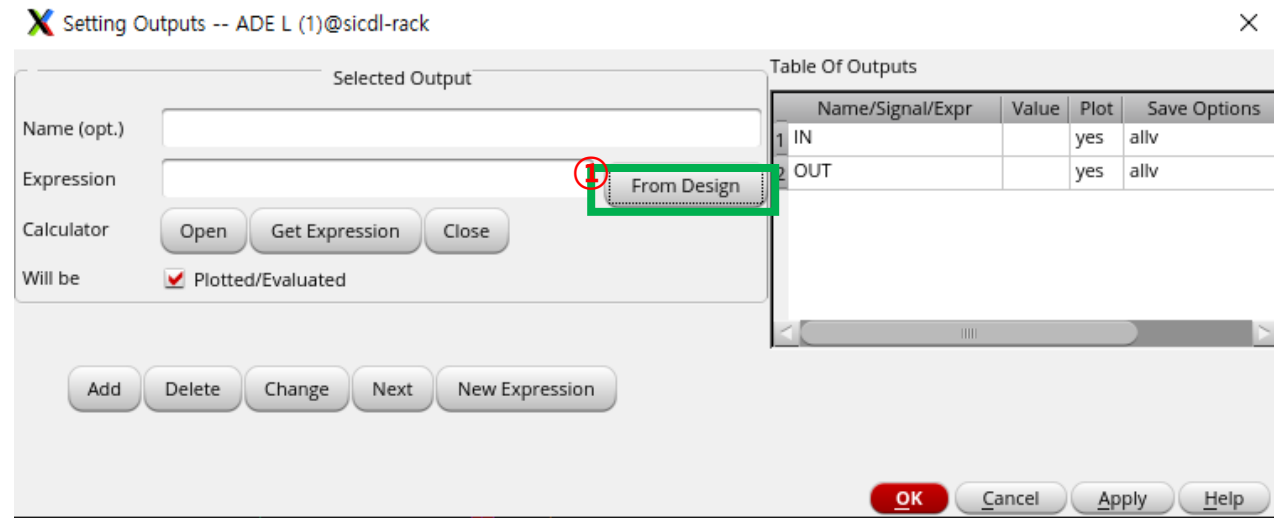 Setting Outputs -- ADE L (1)@sicdl-rack
Selected Output
Name (opt.)
Expression
①
From Design
Calculator
Open
Get Expression
Close
Will be
Plotted/Evaluated
Add
Delete
Change
Next
New Expression
Table Of Outputs
Name/Signal/Expr Value Plot Save Options
1 IN yes allv
2 OUT yes allv
OK
Cancel
Apply
Help